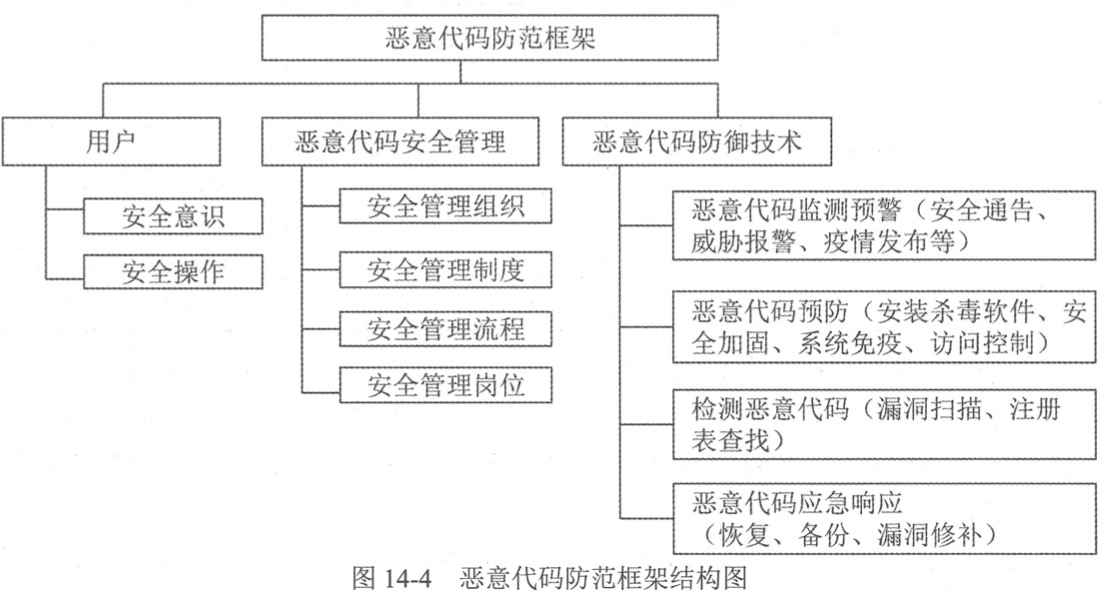 恶意代码防范框架
用户
恶意代码安全管理
恶意代码防御技术
安全意识
安全操作
安全管理组织
安全管理制度
安全管理流程
安全管理岗位
恶意代码监测预警（安全通告、
威胁报警、疫情发布等）
恶意代码预防（安装杀毒软件、安
全加固、系统免疫、访问控制）
检测恶意代码（漏洞扫描、注册
表查找）
恶意代码应急响应
（恢复、备份、漏洞修补）
图 14-4 恶意代码防范框架结构图